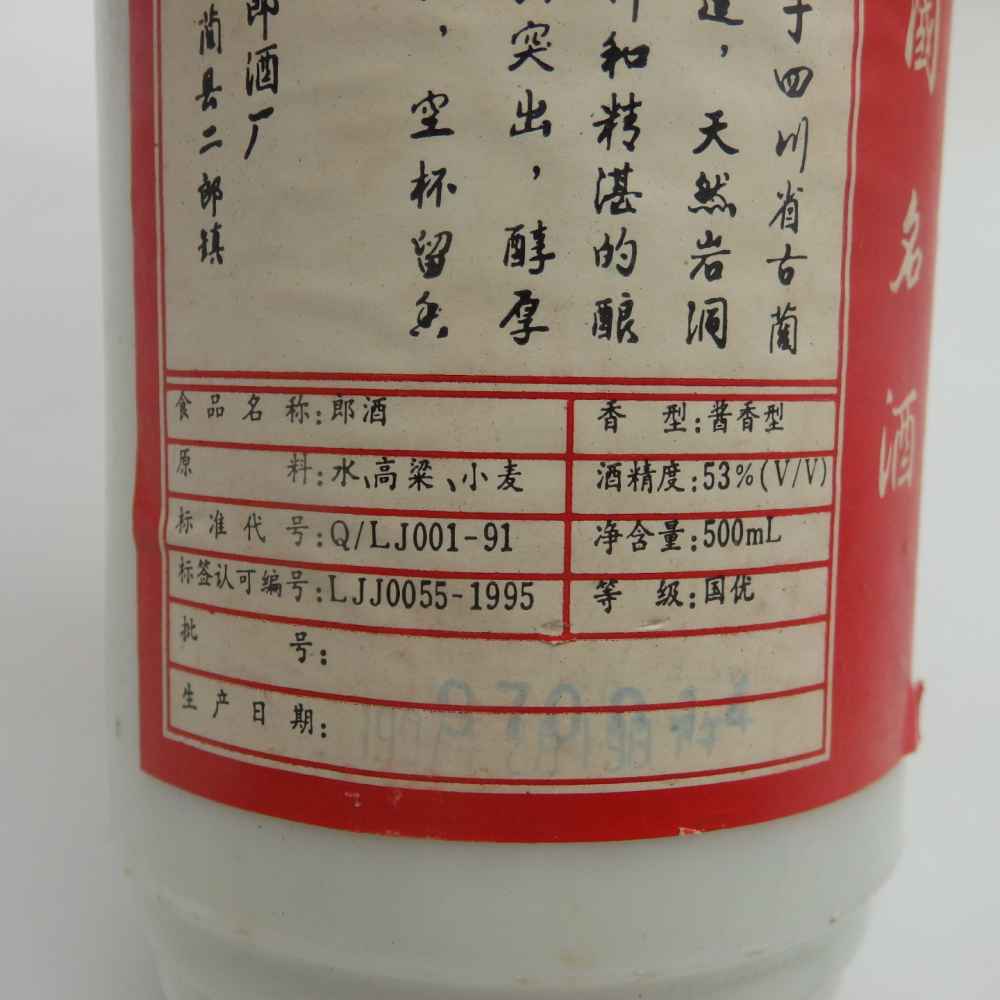 于四川省古蔺
造，天然岩洞
和精湛的酿
突出，醇厚
，空杯留香
郎酒厂
蔺县二郎镇
國名酒
食品名称：郎酒
香型：酱香型
原料：水、高粱、小麦
酒精度：53%(V/V)
标准代号：Q/LJ001-91
净含量：500mL
标签认可编号：LJJ0055-1995
等级：国优
批号：
生产日期：